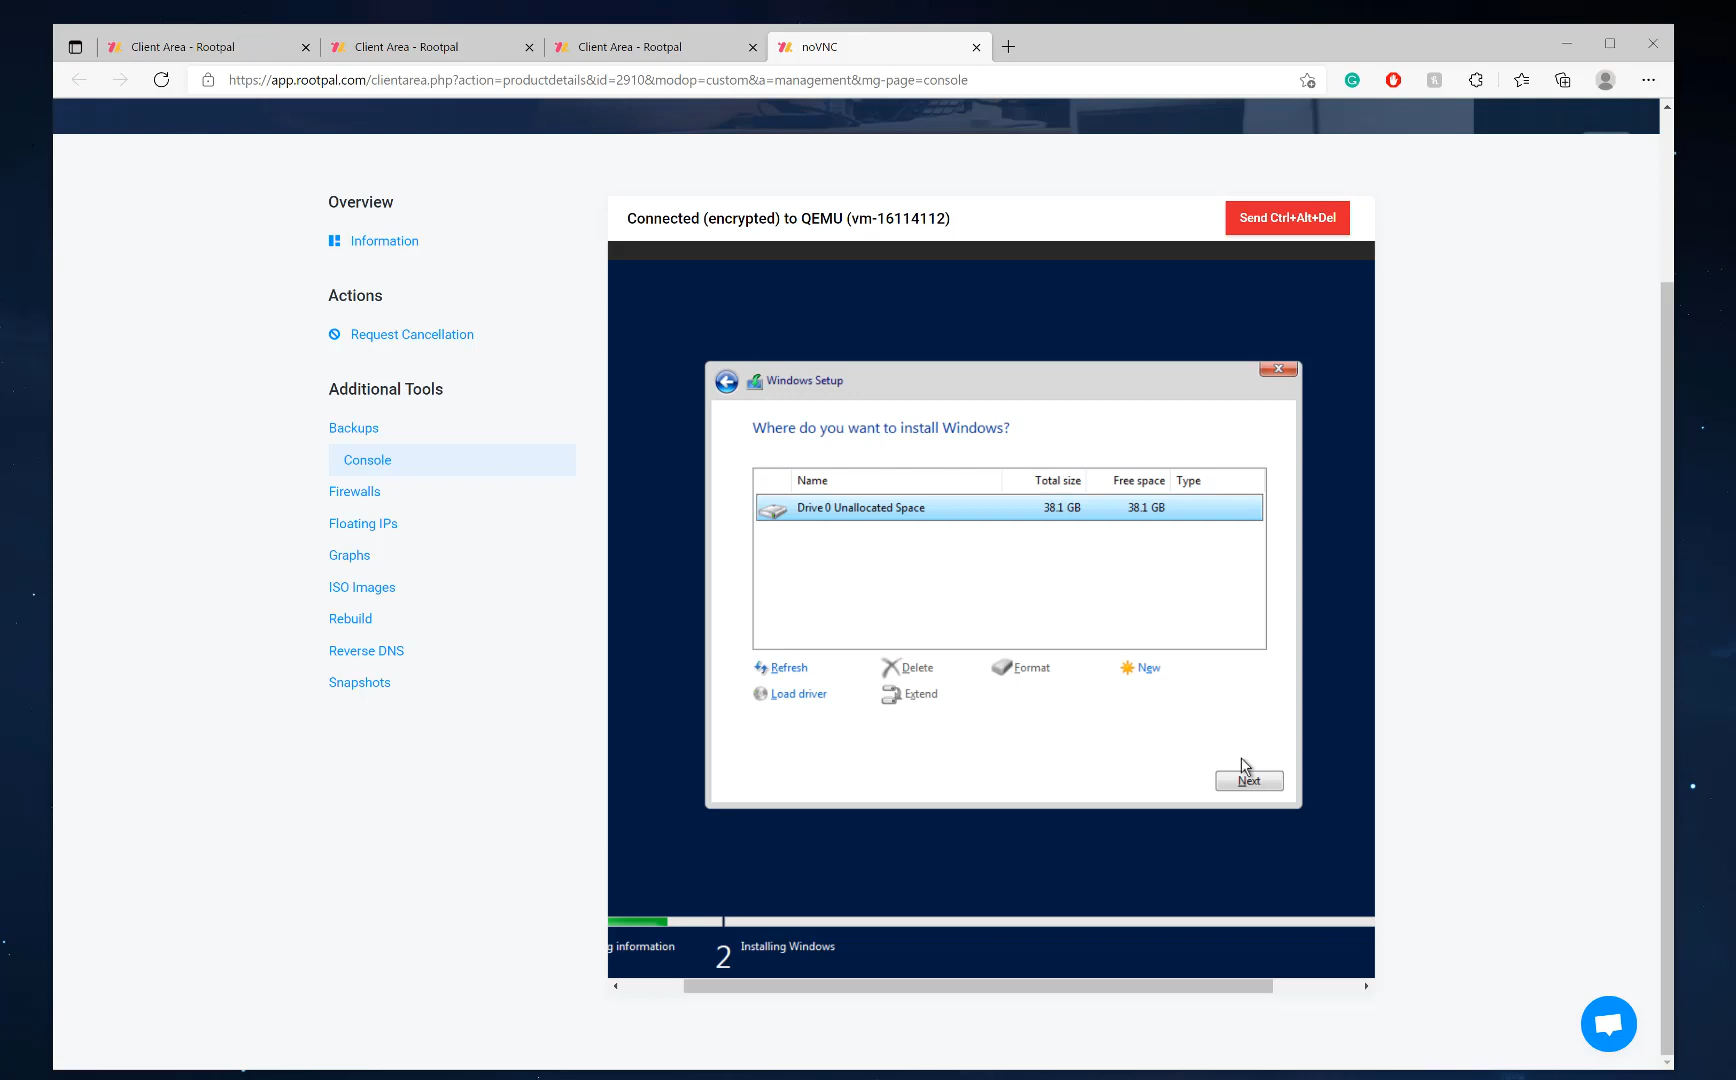 Client Area - Rootpal
Client Area - Rootpal
Client Area - Rootpal
noVNC
https://app.rootpal.com/clientarea.php?action=productdetails&id=2910&modop=custom&a=management&mg-page=console
Overview
Information
Actions
Request Cancellation
Additional Tools
Backups
Console
Firewalls
Floating IPs
Graphs
ISO Images
Rebuild
Reverse DNS
Snapshots
Connected (encrypted) to QEMU (vm-16114112)
Send Ctrl+Alt+Del
Windows Setup
Where do you want to install Windows?
Name Total size Free space Type
Drive 0 Unallocated Space 38.1 GB 38.1 GB
Refresh Delete Format New
Load driver Extend
Next
g information 2 Installing Windows